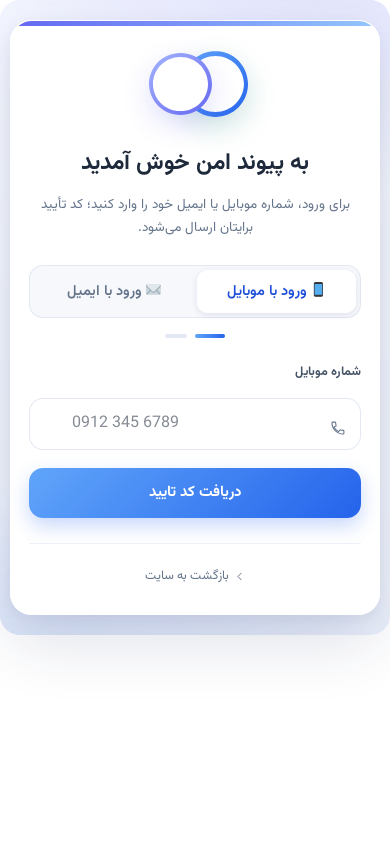 به پیوند امن خوش آمدید
برای ورود، شماره موبایل یا ایمیل خود را وارد کنید؛ کد تأیید
برایتان ارسال می‌شود.
ورود با موبایل
ورود با ایمیل
شماره موبایل
0912 345 6789
دریافت کد تایید
بازگشت به سایت